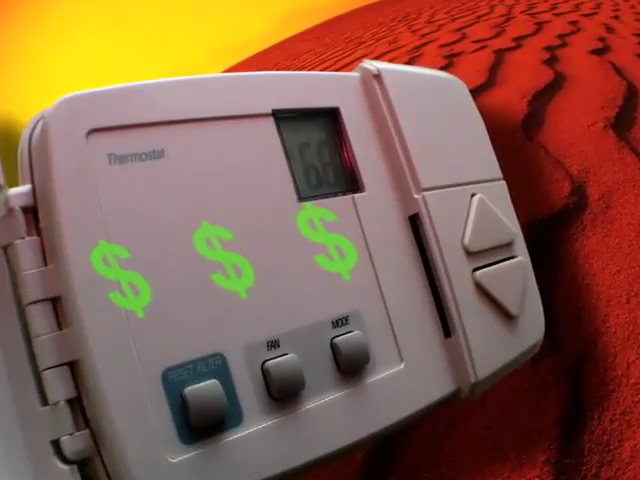 Thermostat
68
$ $ $
RESET FILTER
FAN
MODE